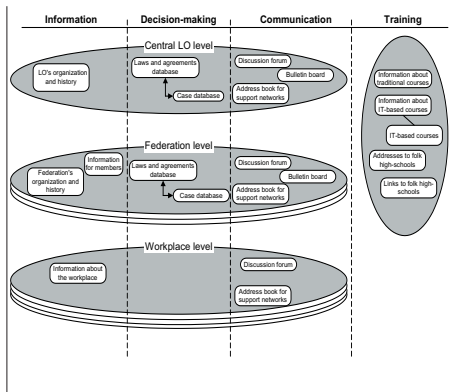 Information
Decision-making
Communication
Training
Central LO level
LO's organization
and history
Laws and agreements
database
Case database
Discussion forum
Bulletin board
Address book for
support networks
Information about
traditional courses
Information about
IT-based courses
IT-based courses
Addresses to folk
high-schools
Links to folk high-
schools
Federation level
Information
for members
Federation's
organization and
history
Laws and agreements
database
Case database
Discussion forum
Bulletin board
Address book for
support networks
Workplace level
Information about
the workplace
Discussion forum
Address book for
support networks